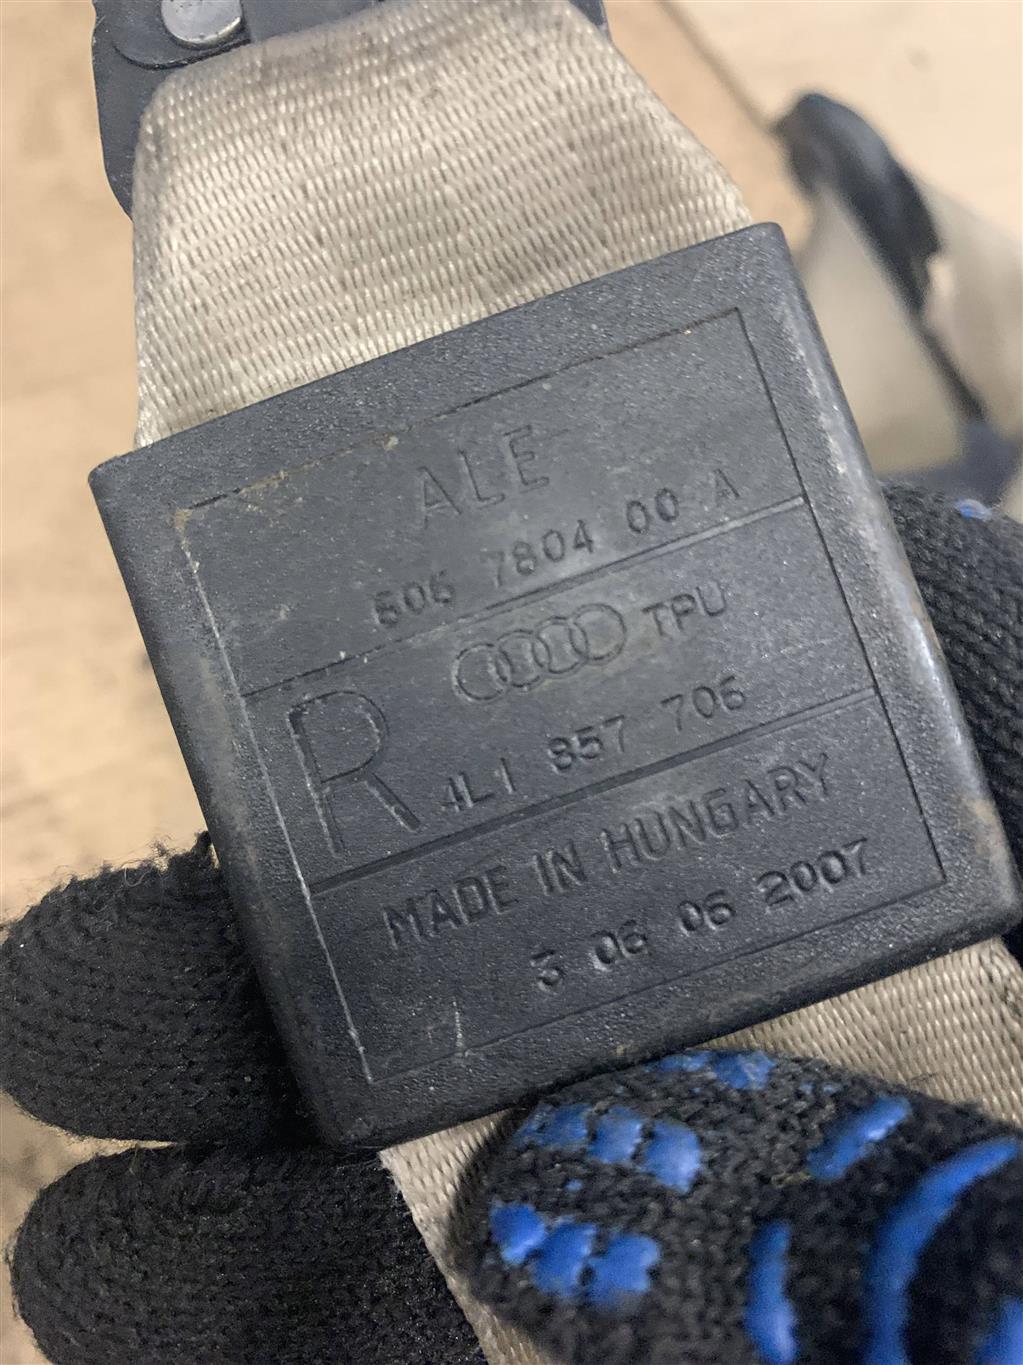 ALE
606 7804 00 A
TPU
R
4L1 857 706
MADE IN HUNGARY
3 06 06 2007